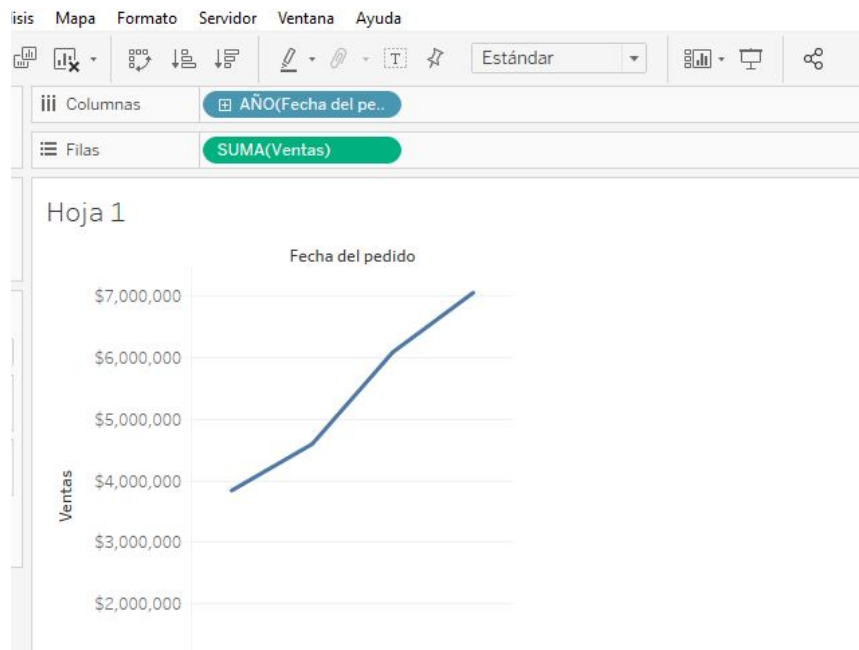 isis Mapa Formato Servidor Ventana Ayuda
T Estándar
iii Columnas AÑO(Fecha del pe..
Filas SUMA(Ventas)
Hoja 1
Fecha del pedido
$7,000,000
$6,000,000
$5,000,000
$4,000,000
$3,000,000
$2,000,000
Ventas